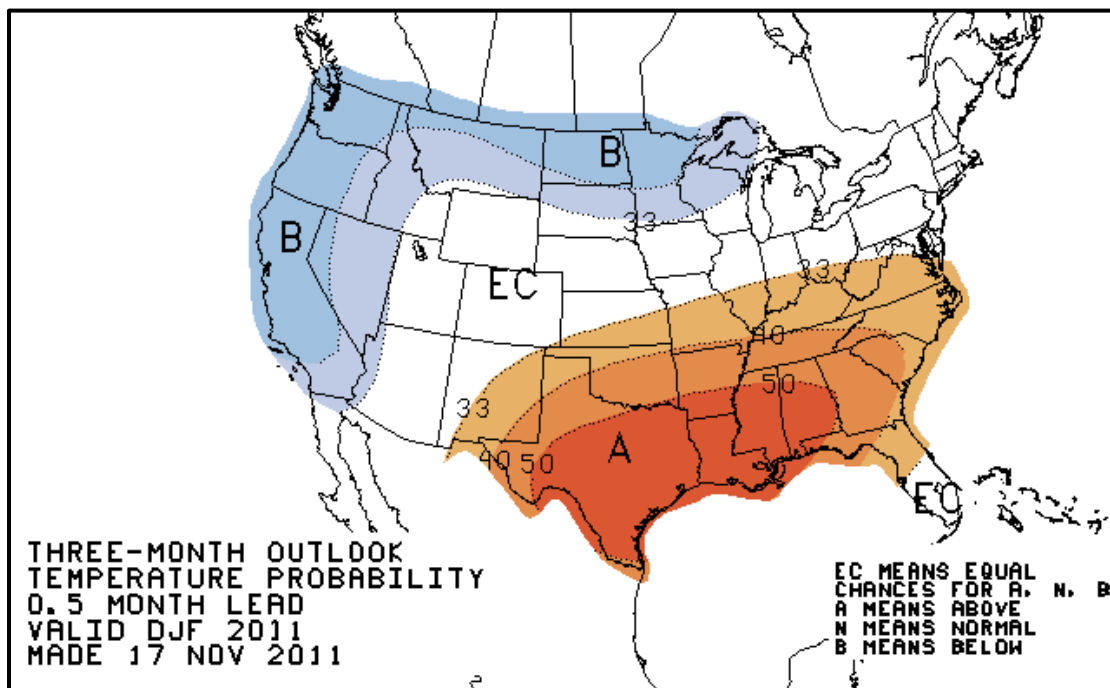 B
B
33
EC
33
40
50
33
A
40
50
EC
THREE-MONTH OUTLOOK
TEMPERATURE PROBABILITY
0.5 MONTH LEAD
VALID DJF 2011
MADE 17 NOV 2011
EC MEANS EQUAL
CHANCES FOR A, N, B
A MEANS ABOVE
N MEANS NORMAL
B MEANS BELOW